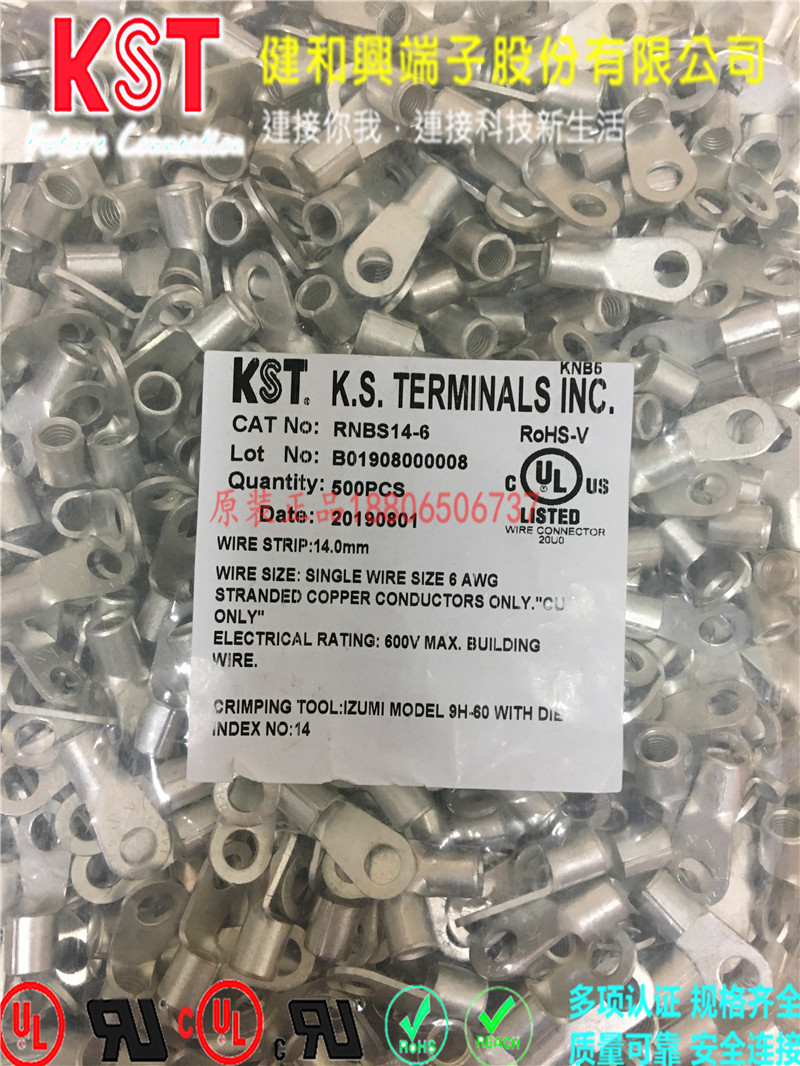 KST
健和興端子股份有限公司
Future Connection
連接你我，連接科技新生活
KNB6
KST® K.S. TERMINALS INC.
CAT No: RNBS14-6
RoHS-V
Lot No: B01908000008
C UL US
Quantity: 500PCS
原装正品18806506737
LISTED
Date: 20190801
WIRE CONNECTOR
20U0
WIRE STRIP:14.0mm
WIRE SIZE: SINGLE WIRE SIZE 6 AWG
STRANDED COPPER CONDUCTORS ONLY."CU
ONLY"
ELECTRICAL RATING: 600V MAX. BUILDING
WIRE.
CRIMPING TOOL:IZUMI MODEL 9H-60 WITH DIE
INDEX NO:14
UL
RU
C UL
C RU
RoHS
REACH
多项认证 规格齐全
质量可靠 安全连接